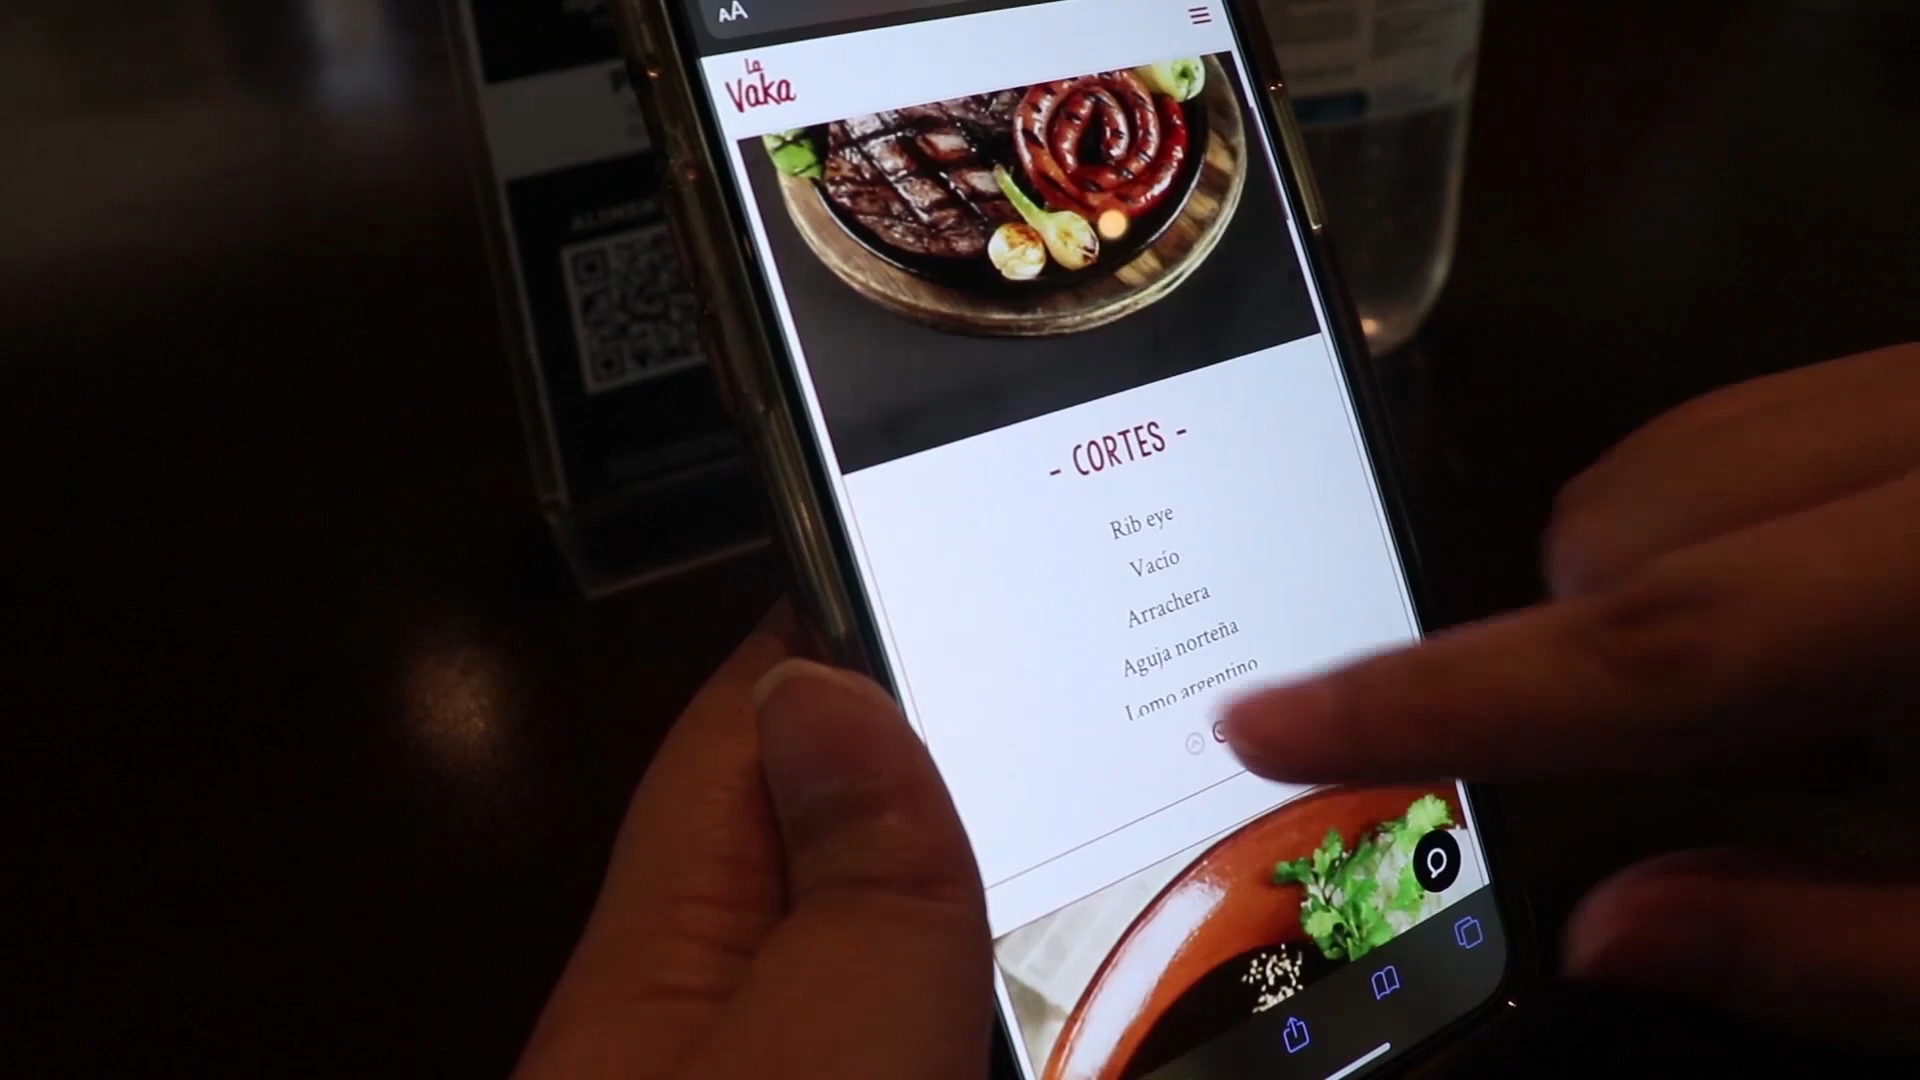 AA
La
Vaka
- CORTES -
Rib eye
Vacío
Arrachera
Aguja norteña
Lomo argentino